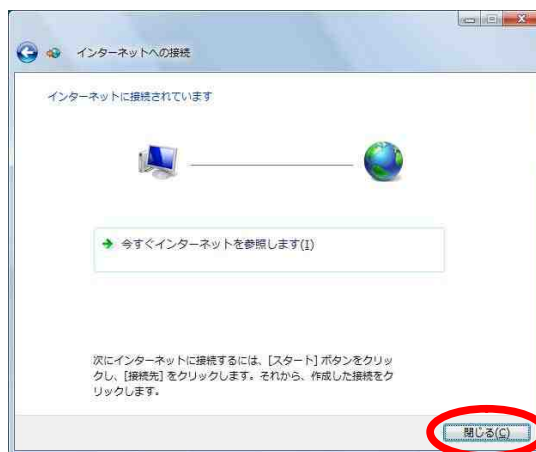 インターネットへの接続
インターネットに接続されています
今すぐインターネットを参照します(I)
次にインターネットに接続するには、[スタート] ボタンをクリッ
クし、[接続先] をクリックします。それから、作成した接続をク
リックします。
閉じる(C)